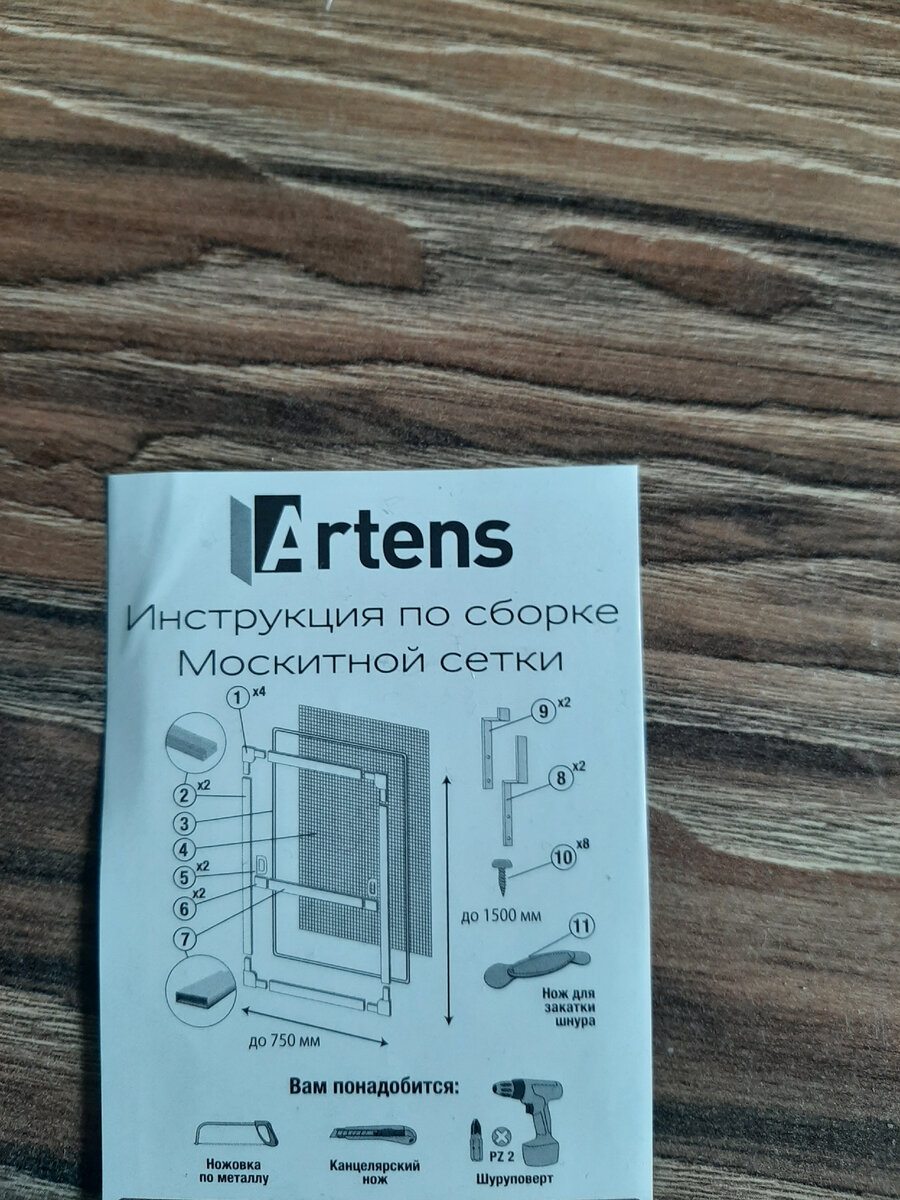 Artens
Инструкция по сборке
Москитной сетки
1 x4
2 x2
3
4
5 x2
6 x2
7
9 x2
8 x2
10 x8
до 1500 мм
11
Нож для
закатки
шнура
до 750 мм
Вам понадобится:
Ножовка
по металлу
Канцелярский
нож
PZ 2
Шуруповерт